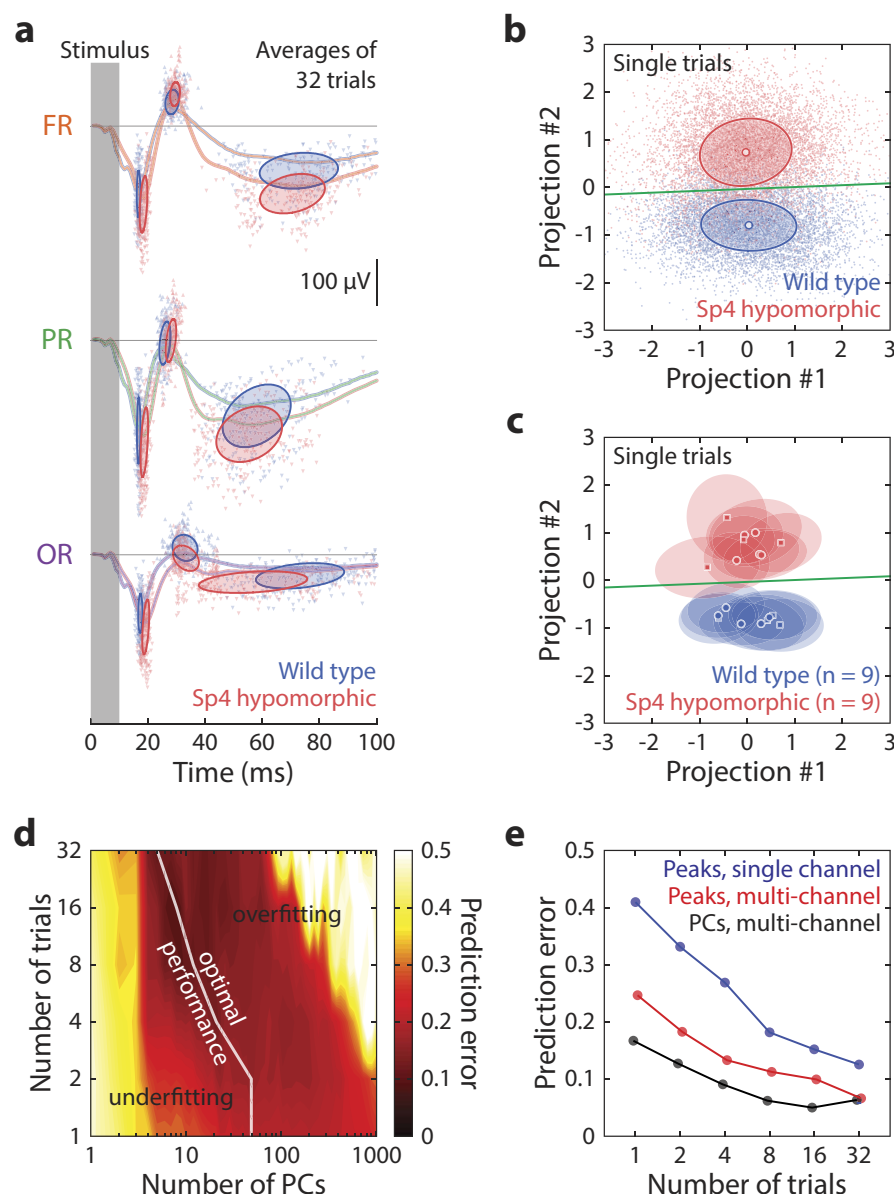 a
Stimulus
Averages of
32 trials
FR
100 µV
PR
OR
Wild type
Sp4 hypomorphic
0
20
40
60
80
100
Time (ms)
b
3
2
1
0
-1
-2
-3
Projection #2
Single trials
Wild type
Sp4 hypomorphic
-3
-2
-1
0
1
2
3
Projection #1
c
3
2
1
0
-1
-2
-3
Projection #2
Single trials
Wild type (n = 9)
Sp4 hypomorphic (n = 9)
-3
-2
-1
0
1
2
3
Projection #1
d
32
16
8
4
2
1
Number of trials
overfitting
optimal
performance
underfitting
1
10
100
1000
Number of PCs
0.5
0.4
0.3
0.2
0.1
0
Prediction error
e
0.5
0.4
0.3
0.2
0.1
0
Prediction error
Peaks, single channel
Peaks, multi-channel
PCs, multi-channel
1
2
4
8
16
32
Number of trials